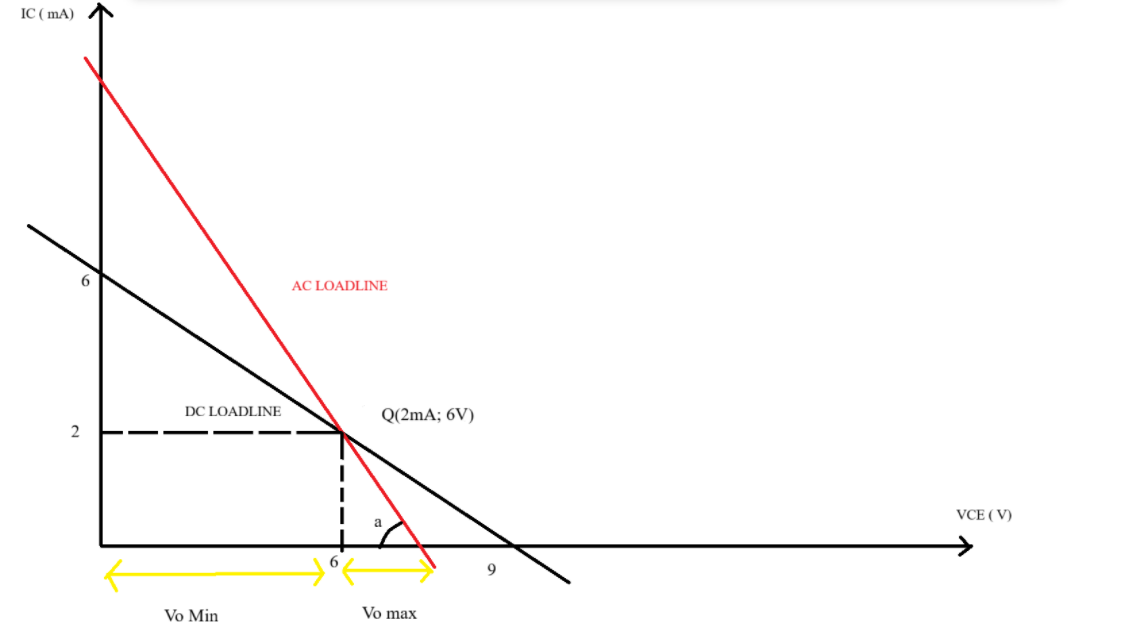 IC ( mA)
6
AC LOADLINE
DC LOADLINE
Q(2mA; 6V)
2
a
VCE ( V)
6
9
Vo Min
Vo max